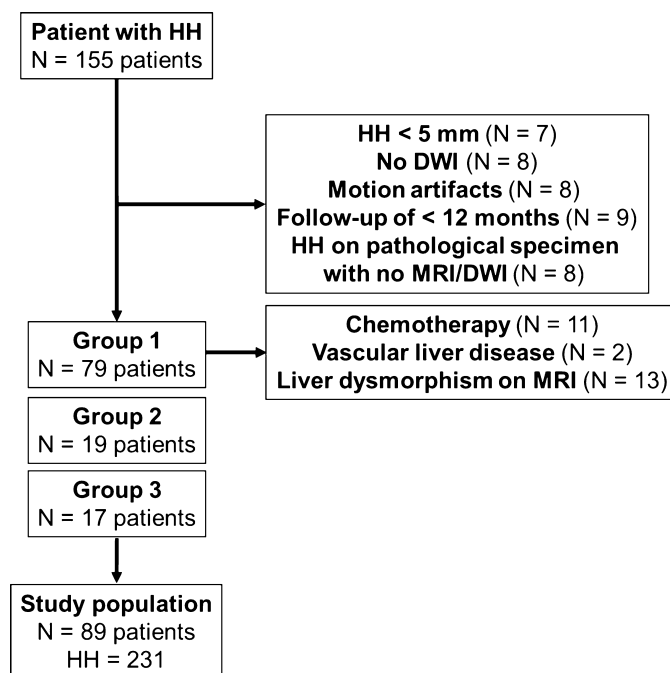 Patient with HH
N = 155 patients
HH < 5 mm (N = 7)
No DWI (N = 8)
Motion artifacts (N = 8)
Follow-up of < 12 months (N = 9)
HH on pathological specimen
with no MRI/DWI (N = 8)
Group 1
N = 79 patients
Chemotherapy (N = 11)
Vascular liver disease (N = 2)
Liver dysmorphism on MRI (N = 13)
Group 2
N = 19 patients
Group 3
N = 17 patients
Study population
N = 89 patients
HH = 231